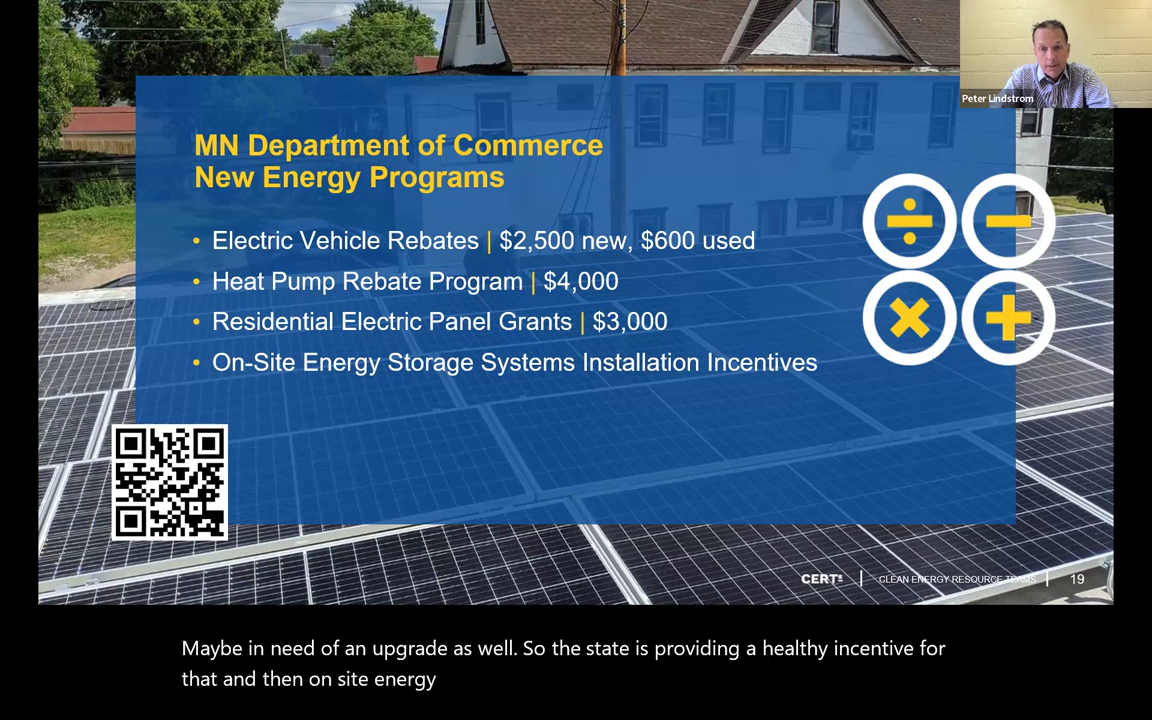 Peter Lindstrom
MN Department of Commerce
New Energy Programs
• Electric Vehicle Rebates | $2,500 new, $600 used
• Heat Pump Rebate Program | $4,000
• Residential Electric Panel Grants | $3,000
• On-Site Energy Storage Systems Installation Incentives
CERTs | CLEAN ENERGY RESOURCE TEAMS | 19
Maybe in need of an upgrade as well. So the state is providing a healthy incentive for
that and then on site energy